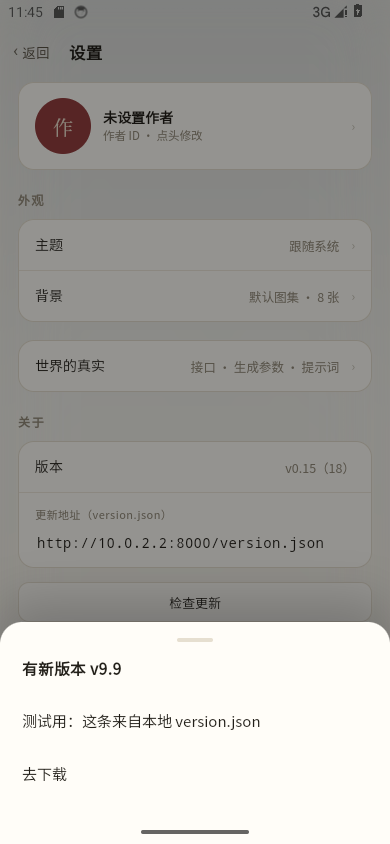 11:45
3G
‹ 返回 设置
作
未设置作者
作者 ID · 点头修改
外观
主题 跟随系统 ›
背景 默认图集 · 8 张 ›
世界的真实 接口 · 生成参数 · 提示词 ›
关于
版本 v0.15（18）
更新地址（version.json）
http://10.0.2.2:8000/version.json
检查更新
有新版本 v9.9
测试用：这条来自本地 version.json
去下载